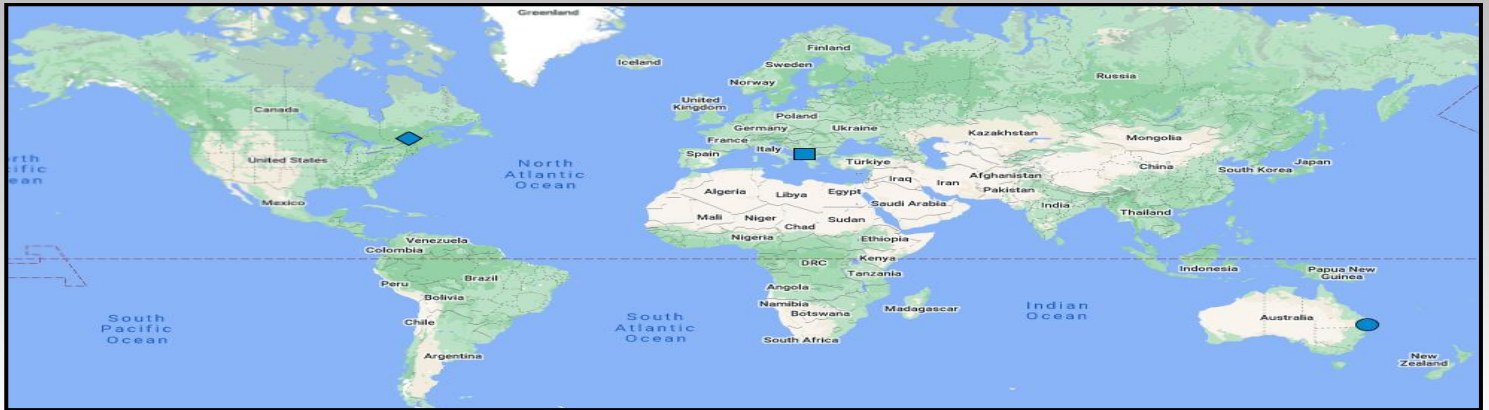 Greenland
Iceland
Finland
Sweden
Norway
Russia
United
Kingdom
Canada
Poland
Germany
Ukraine
Kazakhstan
Mongolia
France
Italy
Spain
Türkiye
United States
North
Atlantic
Ocean
China
Japan
South Korea
Afghanistan
Iraq
Iran
Pakistan
Algeria
Libya
Egypt
Saudi Arabia
Mexico
India
Thailand
Mali
Niger
Chad
Sudan
Nigeria
Ethiopia
Venezuela
Colombia
Kenya
DRC
Tanzania
Indonesia
Papua New
Guinea
Brazil
Peru
Bolivia
Angola
Namibia
Botswana
Madagascar
Indian
Ocean
South
Pacific
Ocean
Chile
South
Atlantic
Ocean
Australia
South Africa
Argentina
New
Zealand